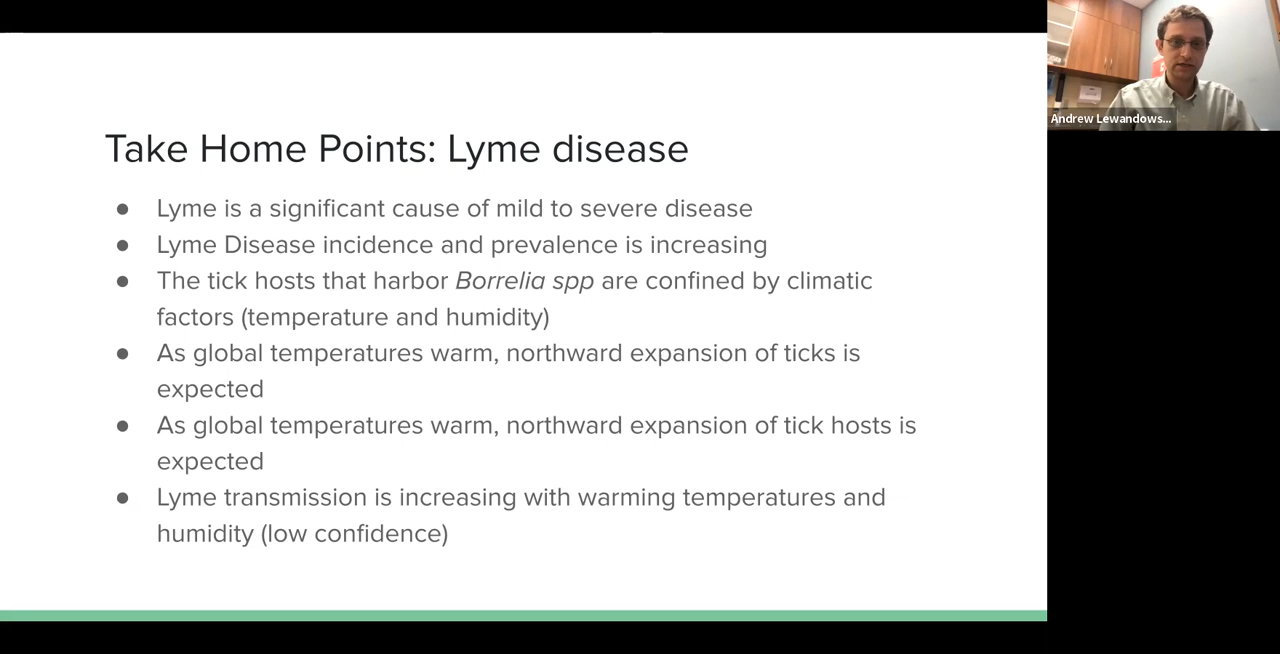 Take Home Points: Lyme disease
● Lyme is a significant cause of mild to severe disease
● Lyme Disease incidence and prevalence is increasing
● The tick hosts that harbor Borrelia spp are confined by climatic
factors (temperature and humidity)
● As global temperatures warm, northward expansion of ticks is
expected
● As global temperatures warm, northward expansion of tick hosts is
expected
● Lyme transmission is increasing with warming temperatures and
humidity (low confidence)
Andrew Lewandows...